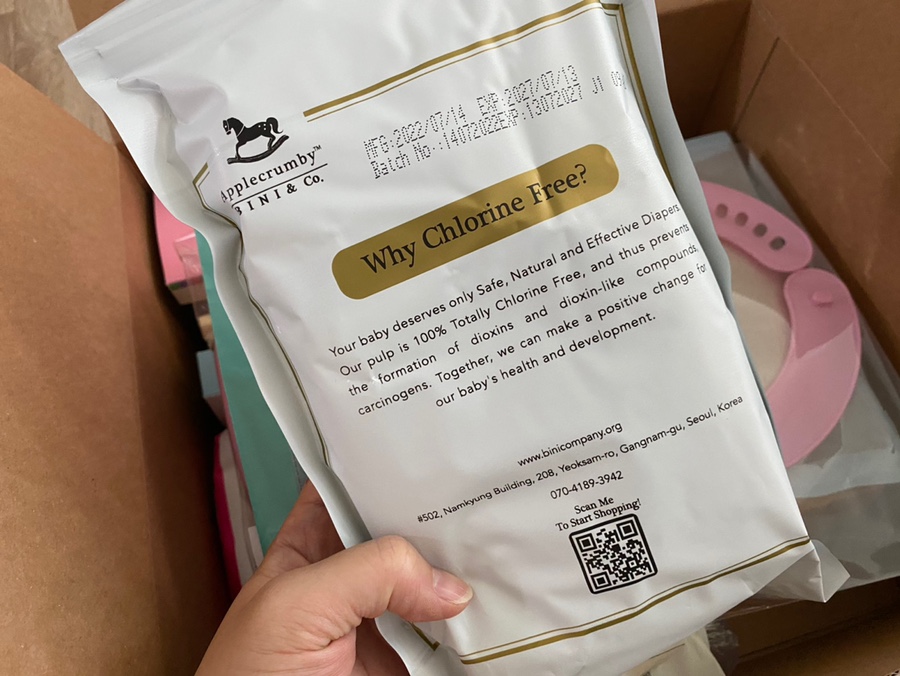 Applecrumby™
BINI & Co.
MFG:2022/07/14 EXP:2027/07/13
Batch No.:14072022EXP:13072027 J1 09
Why Chlorine Free?
Your baby deserves only Safe, Natural and Effective Diapers
Our pulp is 100% Totally Chlorine Free, and thus prevents
the formation of dioxins and dioxin-like compounds,
carcinogens. Together, we can make a positive change for
our baby's health and development.
www.binicompany.org
#502, Namkyung Building, 208, Yeoksam-ro, Gangnam-gu, Seoul, Korea
070-4189-3942
Scan Me
To Start Shopping!